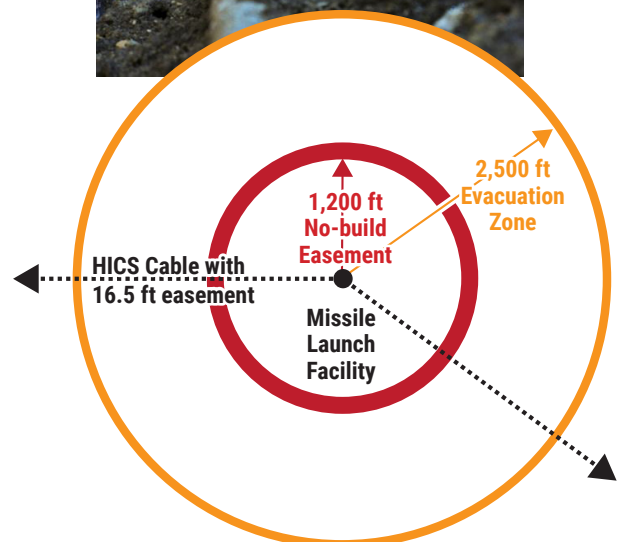 2,500 ft
Evacuation
Zone
1,200 ft
No-build
Easement
HICS Cable with
16.5 ft easement
Missile
Launch
Facility